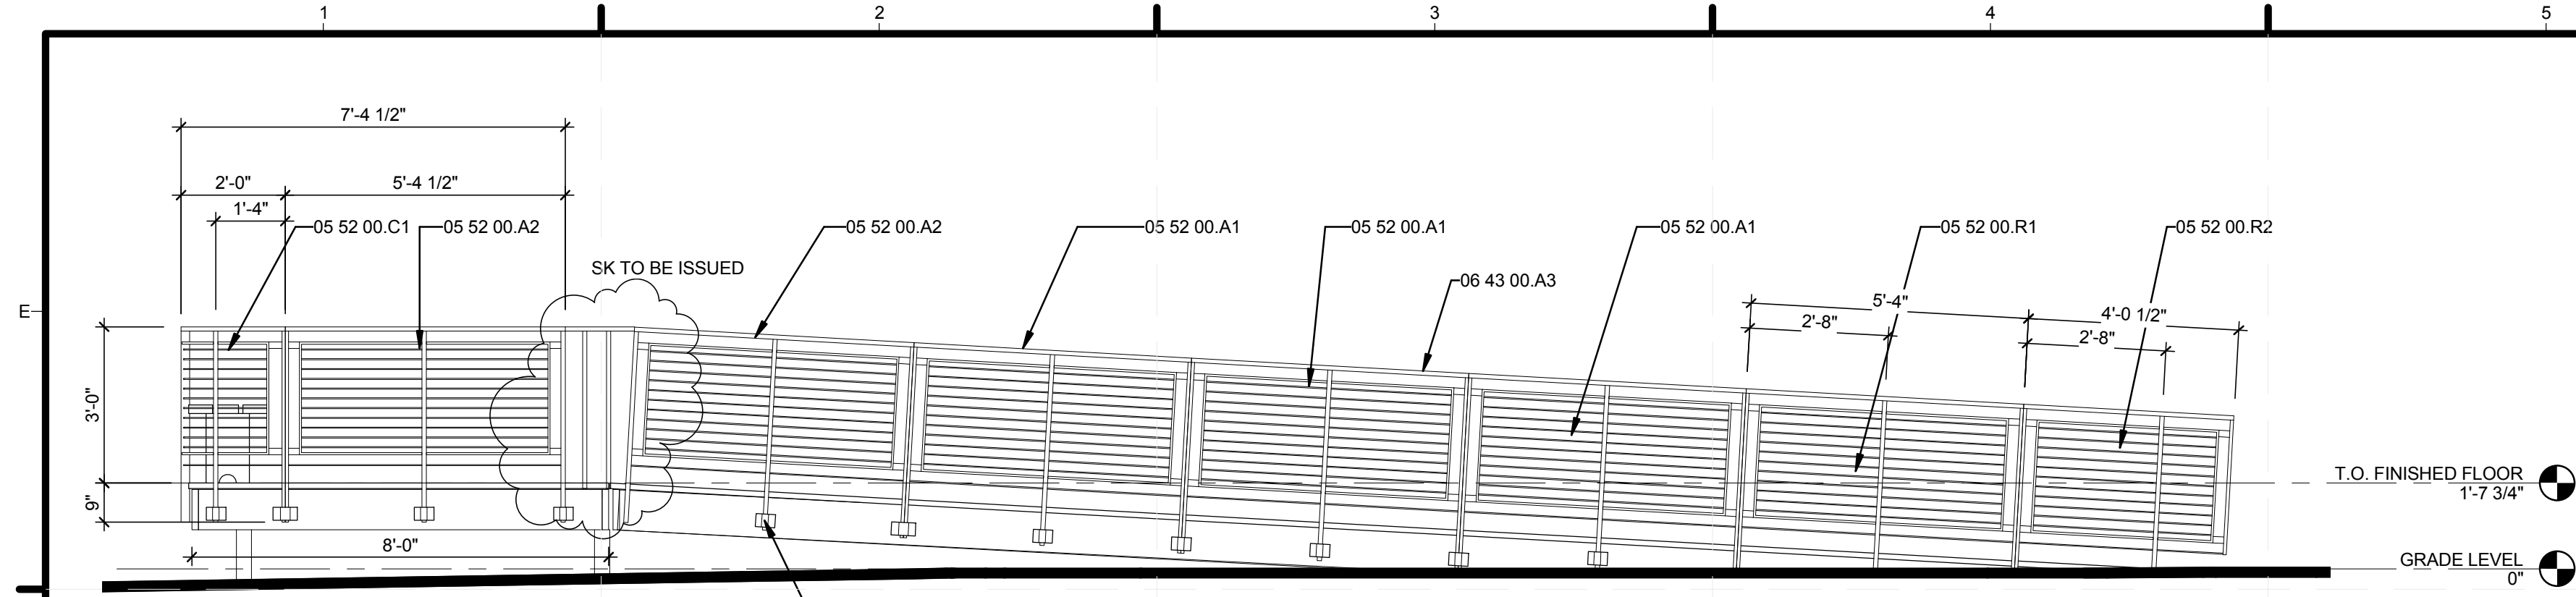 1
2
3
4
5
7'-4 1/2"
2'-0"
5'-4 1/2"
1'-4"
05 52 00.C1
05 52 00.A2
05 52 00.A2
05 52 00.A1
05 52 00.A1
05 52 00.A1
05 52 00.R1
05 52 00.R2
SK TO BE ISSUED
06 43 00.A3
E
5'-4"
4'-0 1/2"
2'-8"
2'-8"
3'-0"
9"
T.O. FINISHED FLOOR
1'-7 3/4"
8'-0"
GRADE LEVEL
0"